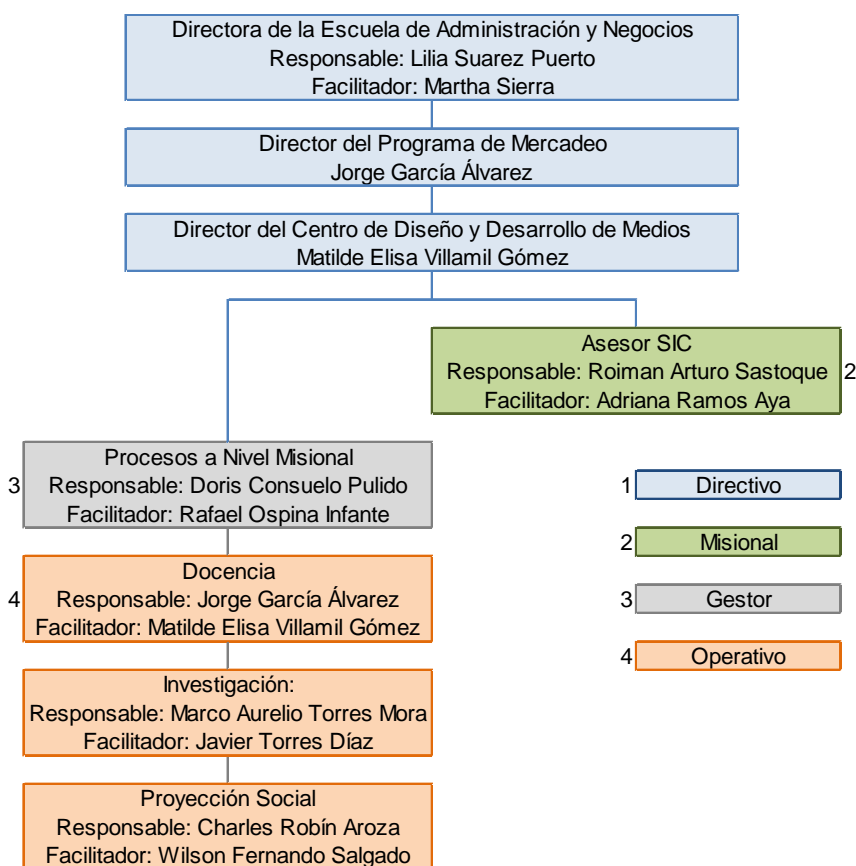 Directora de la Escuela de Administración y Negocios
Responsable: Lilia Suarez Puerto
Facilitador: Martha Sierra
Director del Programa de Mercadeo
Jorge García Álvarez
Director del Centro de Diseño y Desarrollo de Medios
Matilde Elisa Villamil Gómez
Asesor SIC
Responsable: Roiman Arturo Sastoque 2
Facilitador: Adriana Ramos Aya
Procesos a Nivel Misional
3 Responsable: Doris Consuelo Pulido
Facilitador: Rafael Ospina Infante
Docencia
4 Responsable: Jorge García Álvarez
Facilitador: Matilde Elisa Villamil Gómez
Investigación:
Responsable: Marco Aurelio Torres Mora
Facilitador: Javier Torres Díaz
Proyección Social
Responsable: Charles Robín Aroza
Facilitador: Wilson Fernando Salgado
1 Directivo
2 Misional
3 Gestor
4 Operativo